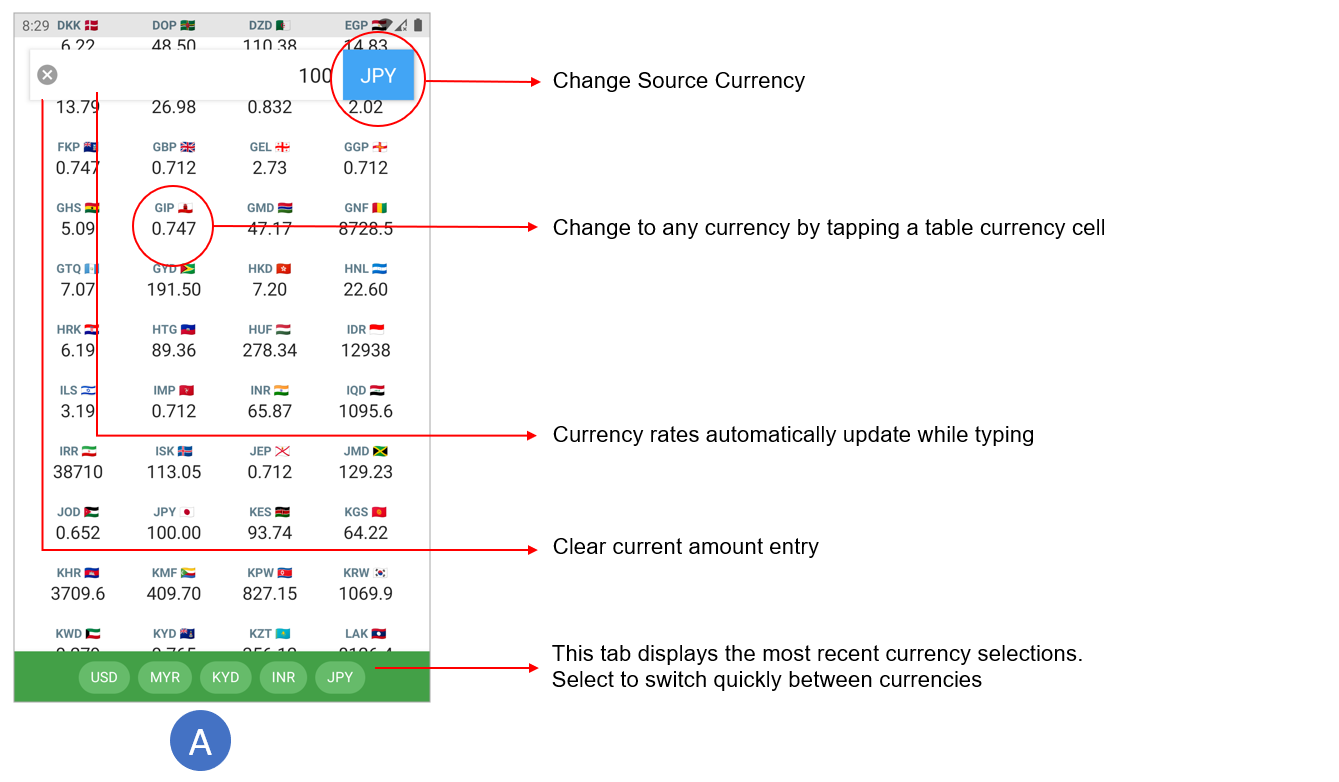 8:29 DKK DOP DZD EGP
6.22 48.50 110.38 14.83
100 JPY
Change Source Currency
13.79 26.98 0.832 2.02
FKP GBP GEL GGP
0.747 0.712 2.73 0.712
GHS GIP GMD GNF
5.09 0.747 47.17 8728.5
Change to any currency by tapping a table currency cell
GTQ GYD HKD HNL
7.07 191.50 7.20 22.60
HRK HTG HUF IDR
6.19 89.36 278.34 12938
ILS IMP INR IQD
3.19 0.712 65.87 1095.6
Currency rates automatically update while typing
IRR ISK JEP JMD
38710 113.05 0.712 129.23
JOD JPY KES KGS
0.652 100.00 93.74 64.22
Clear current amount entry
KHR KMF KPW KRW
3709.6 409.70 827.15 1069.9
KWD KYD KZT LAK
This tab displays the most recent currency selections.
Select to switch quickly between currencies
USD MYR KYD INR JPY
A